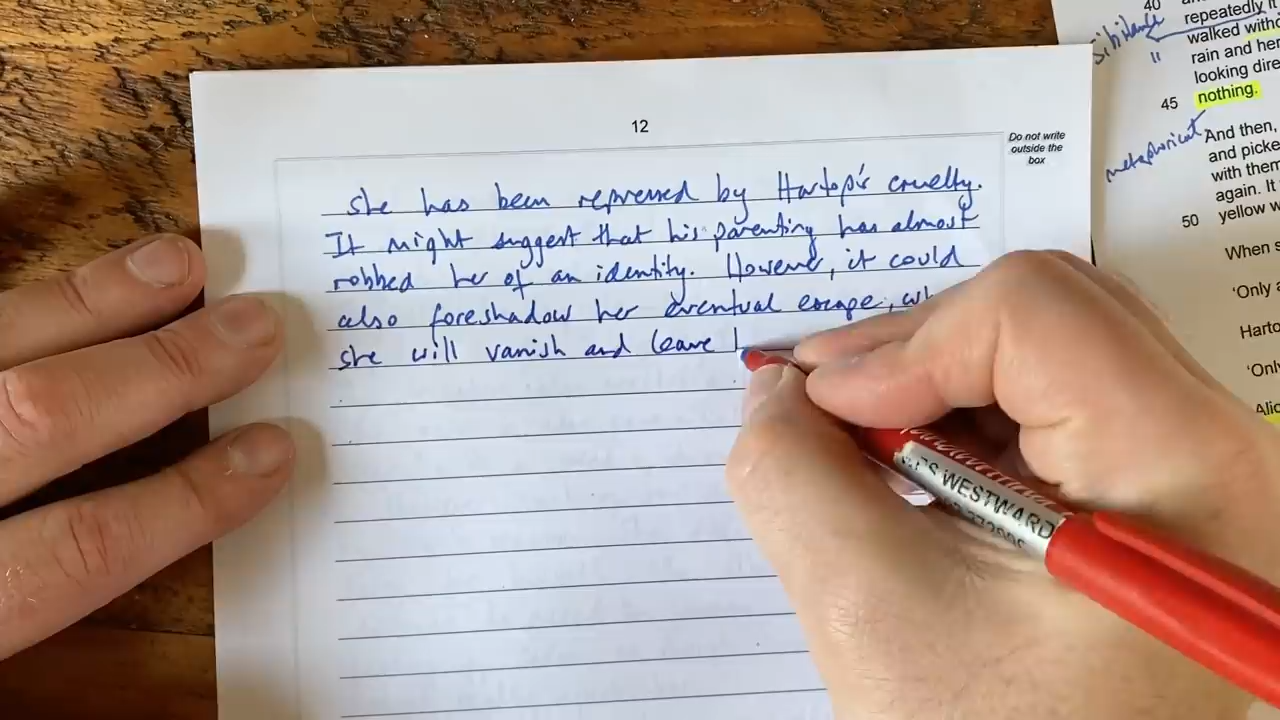 12
Do not write
outside the
box
she has been repressed by Hartop's cruelty.
It might suggest that his parenting has almost
robbed her of an identity. However, it could
also foreshadow her eventual escape,
she will vanish and leave
40
repeatedly it
walked witho
rain and her
looking dire
45 nothing.
And then,
and picke
with them
again. It
50 yellow w
When s
'Only a
Harto
'Only
Alic
Sibilance
"
metaphorical
WESTWARD